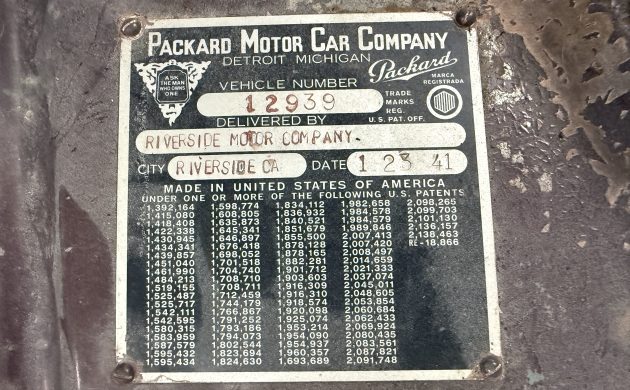 PACKARD MOTOR CAR COMPANY
DETROIT MICHIGAN
ASK
THE MAN
WHO OWNS
ONE
Packard
MARCA
REGISTRADA
VEHICLE NUMBER
12939
TRADE
MARKS
REG.
U.S. PAT. OFF.
DELIVERED BY
RIVERSIDE MOTOR COMPANY.
CITY RIVERSIDE CA DATE 1 23 41
MADE IN UNITED STATES OF AMERICA
UNDER ONE OR MORE OF THE FOLLOWING U.S. PATENTS
1,392,164 1,598,774 1,834,112 1,982,658 2,098,265
1,415,080 1,608,605 1,836,932 1,984,578 2,099,703
1,418,408 1,635,873 1,840,521 1,984,579 2,101,130
1,422,333 1,645,341 1,851,679 1,989,846 2,136,157
1,430,945 1,646,897 1,855,500 2,007,413 2,138,463
1,434,341 1,676,418 1,878,128 2,007,420 RE-18,866
1,439,857 1,698,052 1,878,165 2,008,497
1,451,040 1,701,518 1,882,281 2,014,659
1,461,990 1,704,740 1,901,712 2,021,333
1,484,213 1,708,710 1,903,603 2,037,074
1,519,155 1,708,711 1,916,309 2,045,011
1,525,487 1,712,459 1,916,310 2,048,605
1,525,717 1,744,179 1,918,574 2,053,854
1,542,111 1,766,867 1,920,098 2,060,684
1,542,595 1,791,252 1,925,074 2,062,433
1,580,315 1,793,186 1,953,214 2,069,924
1,583,959 1,794,079 1,954,090 2,080,435
1,587,579 1,802,544 1,954,937 2,083,561
1,595,432 1,823,694 1,960,357 2,087,821
1,595,434 1,824,630 1,693,689 2,091,748